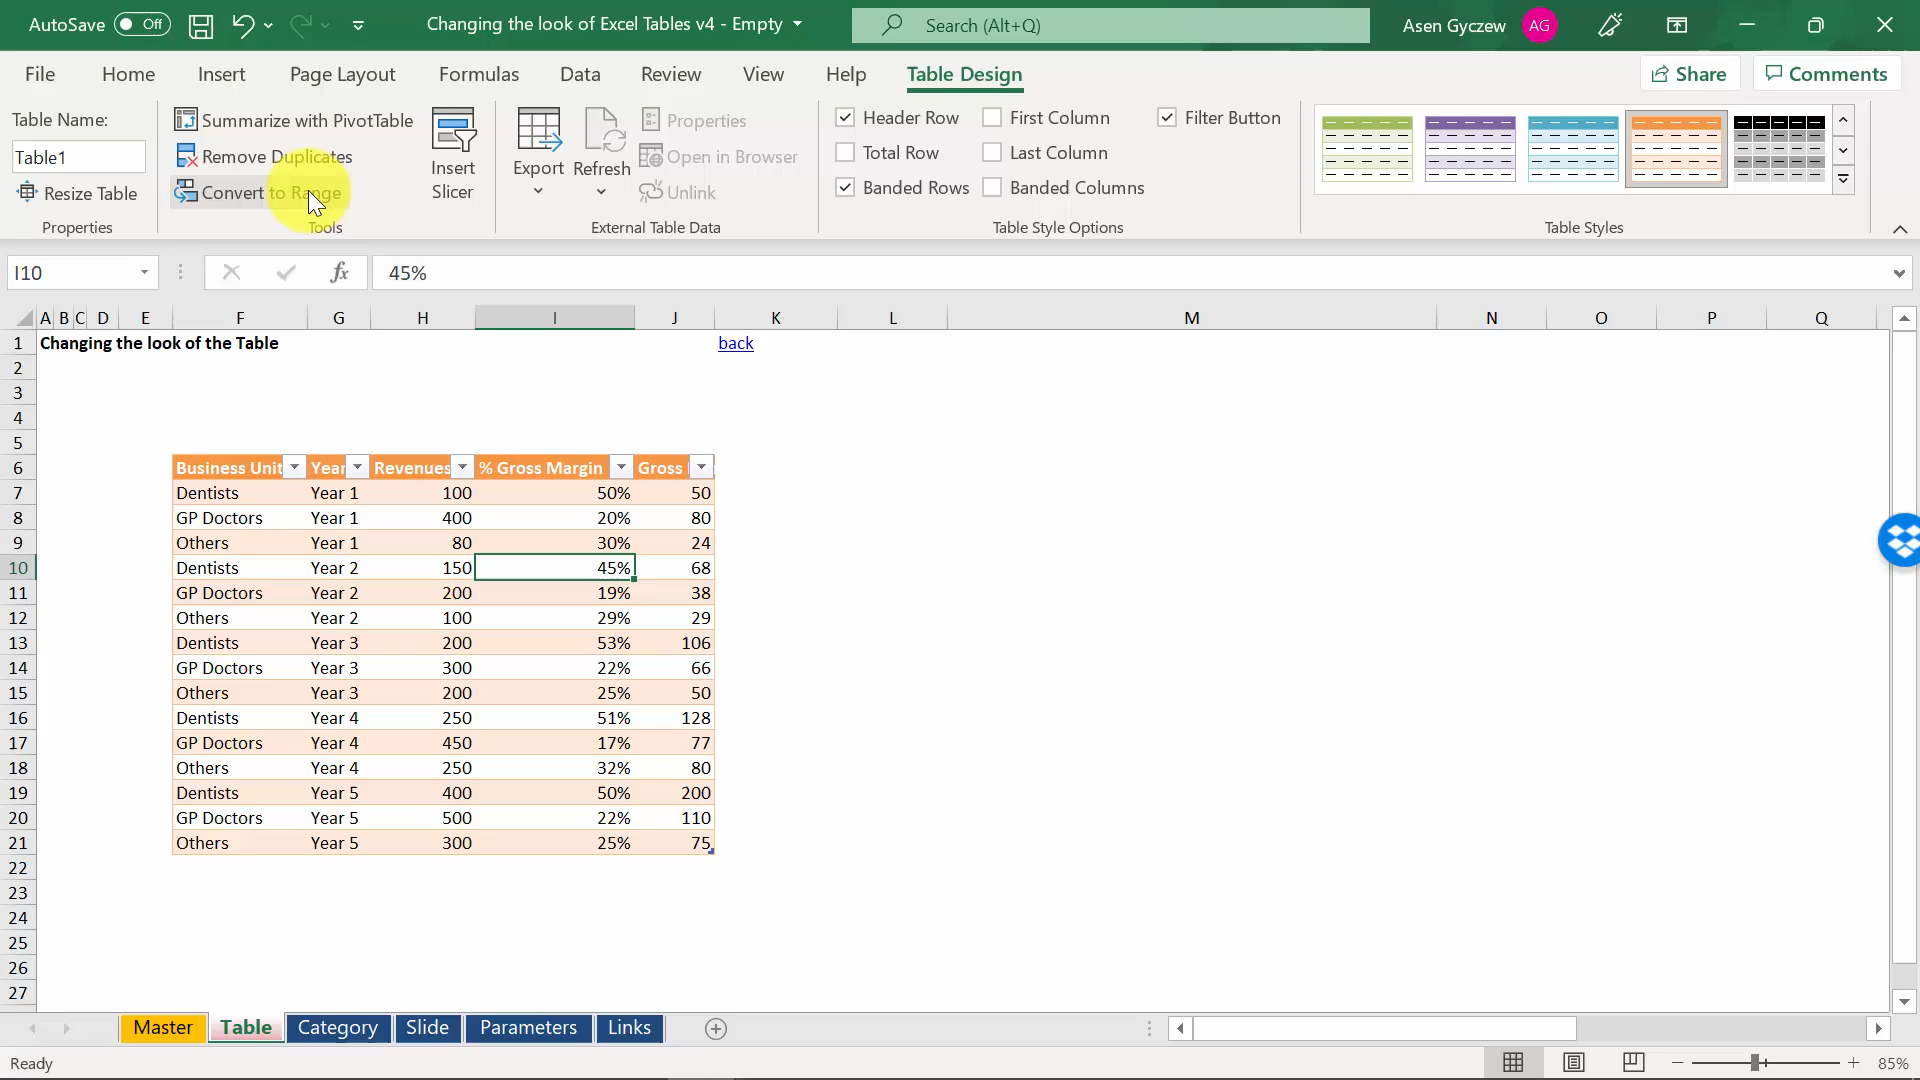 AutoSave Off Changing the look of Excel Tables v4 - Empty Search (Alt+Q) Asen Gyczew AG
File Home Insert Page Layout Formulas Data Review View Help Table Design Share Comments
Table Name:
Table1
Resize Table
Properties
Summarize with PivotTable
Remove Duplicates
Convert to Range
Tools
Insert
Slicer
Export
Refresh
Properties
Open in Browser
Unlink
External Table Data
Header Row First Column Filter Button
Total Row Last Column
Banded Rows Banded Columns
Table Style Options
Table Styles
I10 fx 45%
A B C D E F G H I J K L M N O P Q
1 Changing the look of the Table back
2
3
4
5
6 Business Unit Year Revenues % Gross Margin Gross
7 Dentists Year 1 100 50% 50
8 GP Doctors Year 1 400 20% 80
9 Others Year 1 80 30% 24
10 Dentists Year 2 150 45% 68
11 GP Doctors Year 2 200 19% 38
12 Others Year 2 100 29% 29
13 Dentists Year 3 200 53% 106
14 GP Doctors Year 3 300 22% 66
15 Others Year 3 200 25% 50
16 Dentists Year 4 250 51% 128
17 GP Doctors Year 4 450 17% 77
18 Others Year 4 250 32% 80
19 Dentists Year 5 400 50% 200
20 GP Doctors Year 5 500 22% 110
21 Others Year 5 300 25% 75
22
23
24
25
26
27
Master Table Category Slide Parameters Links
Ready 85%